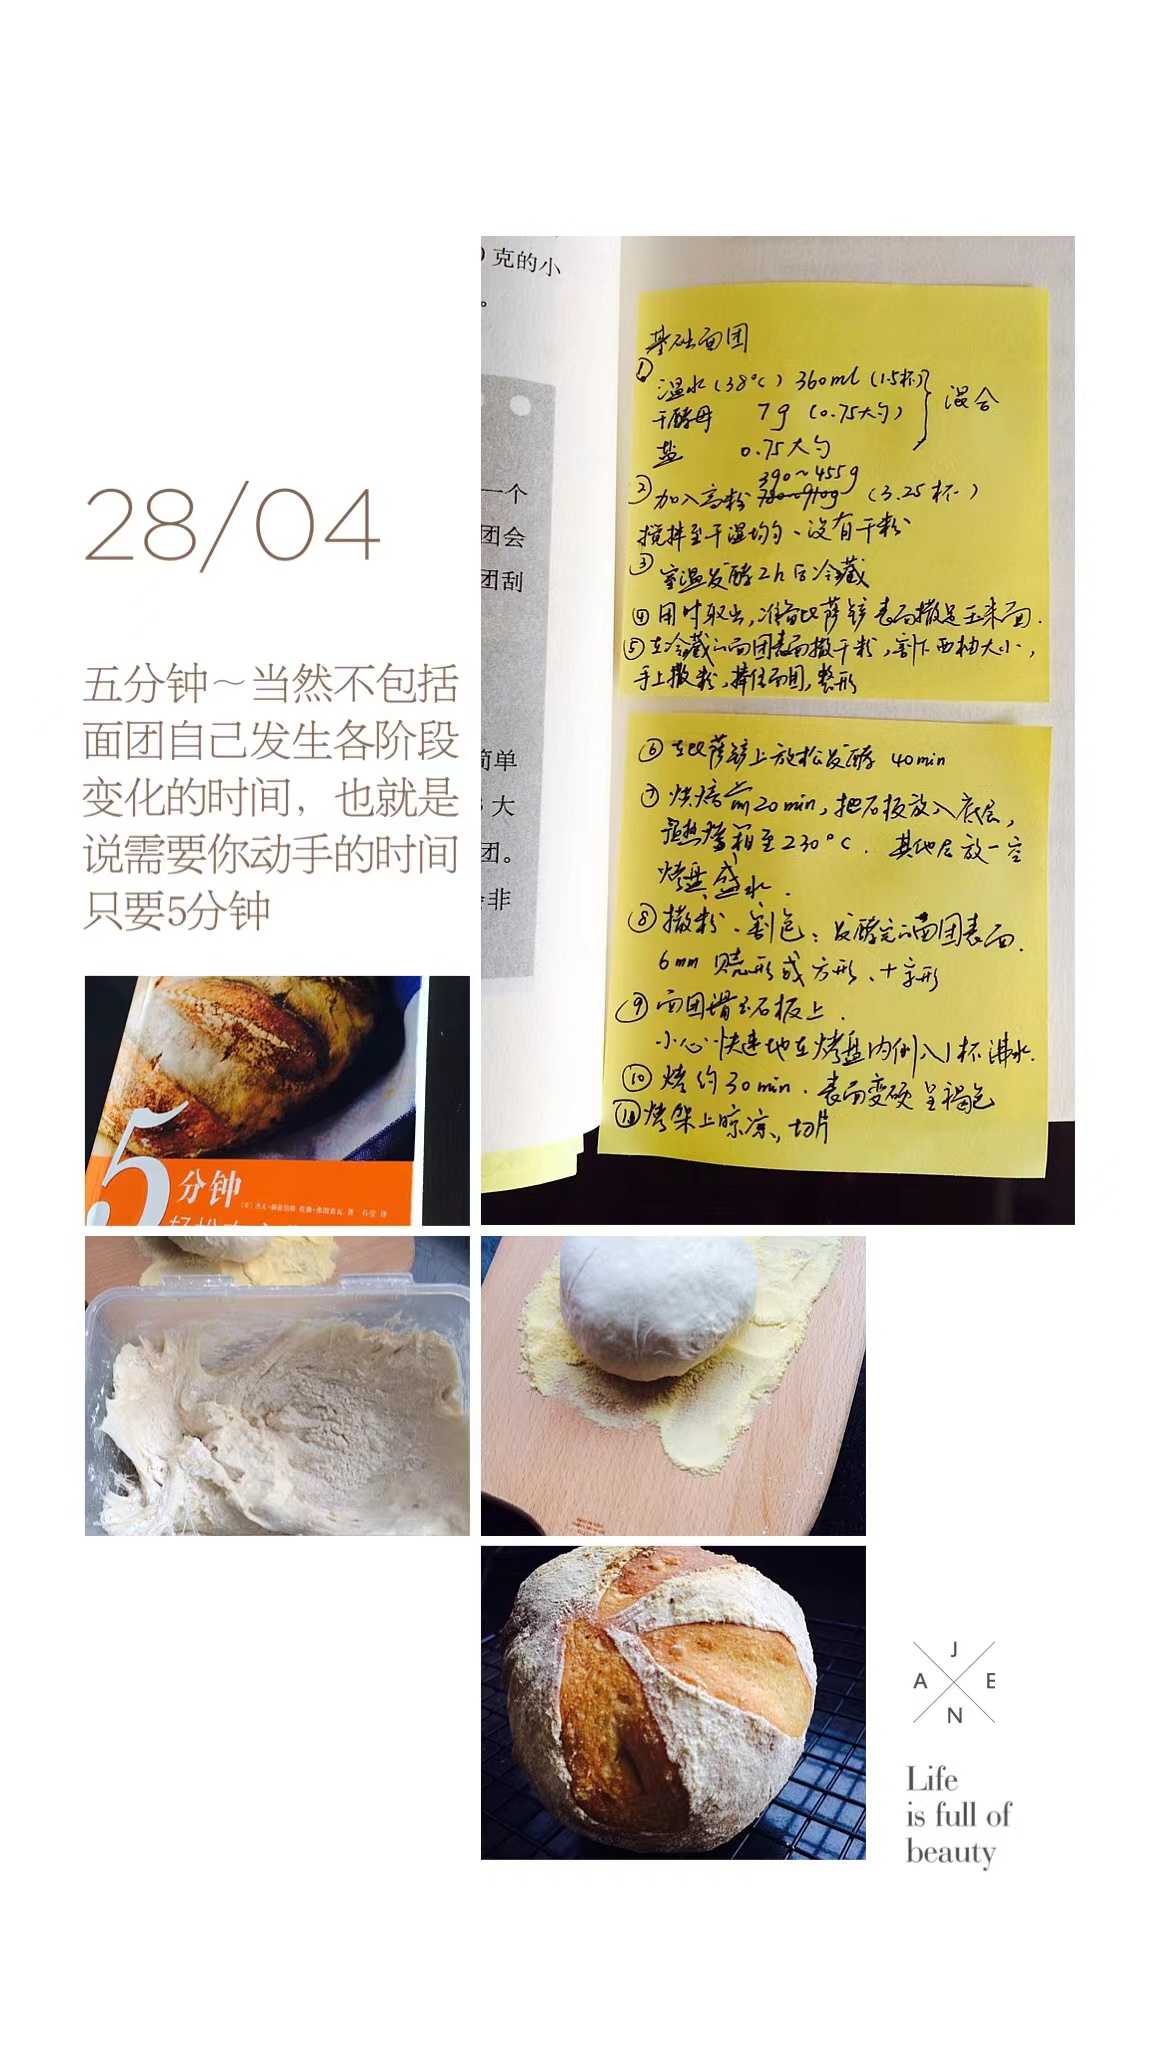 28/04
五分钟~当然不包括
面团自己发生各阶段
变化的时间，也就是
说需要你动手的时间
只要5分钟
克的小
。
一个
团会
团刮
简单
大
团。
非
基础面团
① 温水(38°C) 360ml (1.5杯)
干酵母 7g (0.75大勺)
盐 0.75大勺
混合
390~455g
② 加入高粉 780~910g (3.25杯)
搅拌至干湿均匀、没有干粉
③ 室温发酵2h后冷藏
④ 用时取出,准备比萨铲表面撒足玉米面.
⑤ 在冷藏的面团表面撒干粉,割下西柚大小,
手上撒粉,捧住面团,整形
⑥ 在比萨铲上放松发酵 40min
⑦ 烘焙前20min,把石板放入底层,
预热烤箱至230°C. 其他层放一空
烤盘,盛水.
⑧ 撒粉、割包:发酵完的面团表面.
6mm 贝壳形或方形、十字形
⑨ 面团滑至石板上.
小心快速地在烤盘内倒入1杯沸水.
⑩ 烤约30min. 表面变硬呈褐色
⑪ 烤架上晾凉,切片
5分钟
J
A E
N
Life
is full of
beauty